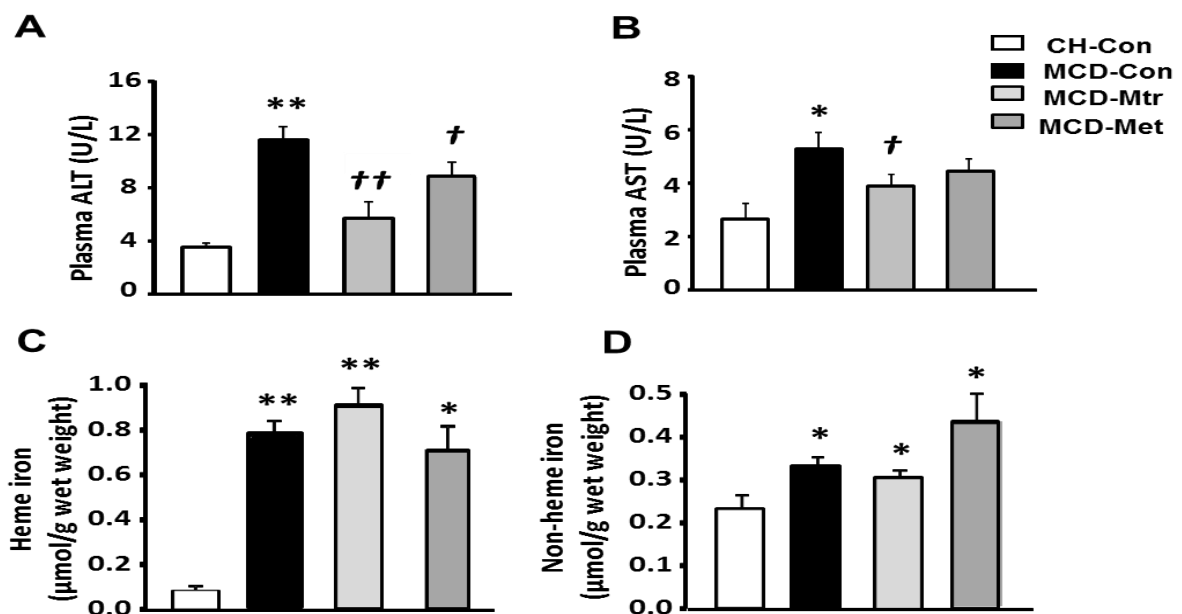 A
Plasma ALT (U/L)
16
12
8
4
0
**
††
†
B
Plasma AST (U/L)
8
6
4
2
0
*
†
CH-Con
MCD-Con
MCD-Mtr
MCD-Met
C
Heme iron
(µmol/g wet weight)
1.0
0.8
0.6
0.4
0.2
0.0
**
**
*
D
Non-heme iron
(µmol/g wet weight)
0.5
0.4
0.3
0.2
0.1
0.0
*
*
*